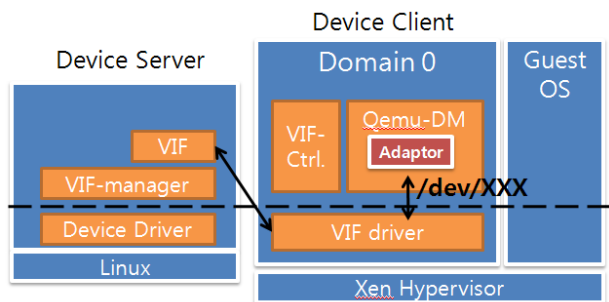 Device Client
Device Server
Domain 0
Guest
OS
VIF
VIF-manager
Device Driver
Linux
VIF-
Ctrl.
Qemu-DM
Adaptor
/dev/XXX
VIF driver
Xen Hypervisor